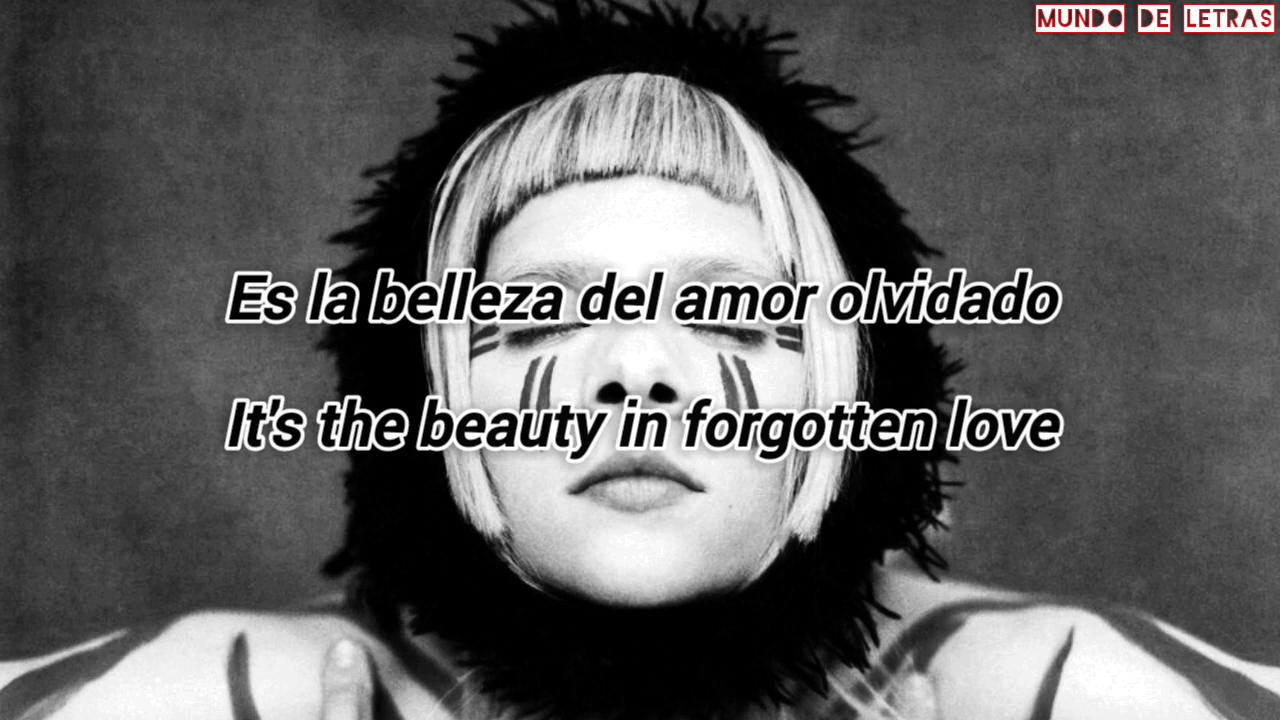 MUNDO DE LETRAS
Es la belleza del amor olvidado
It's the beauty in forgotten love